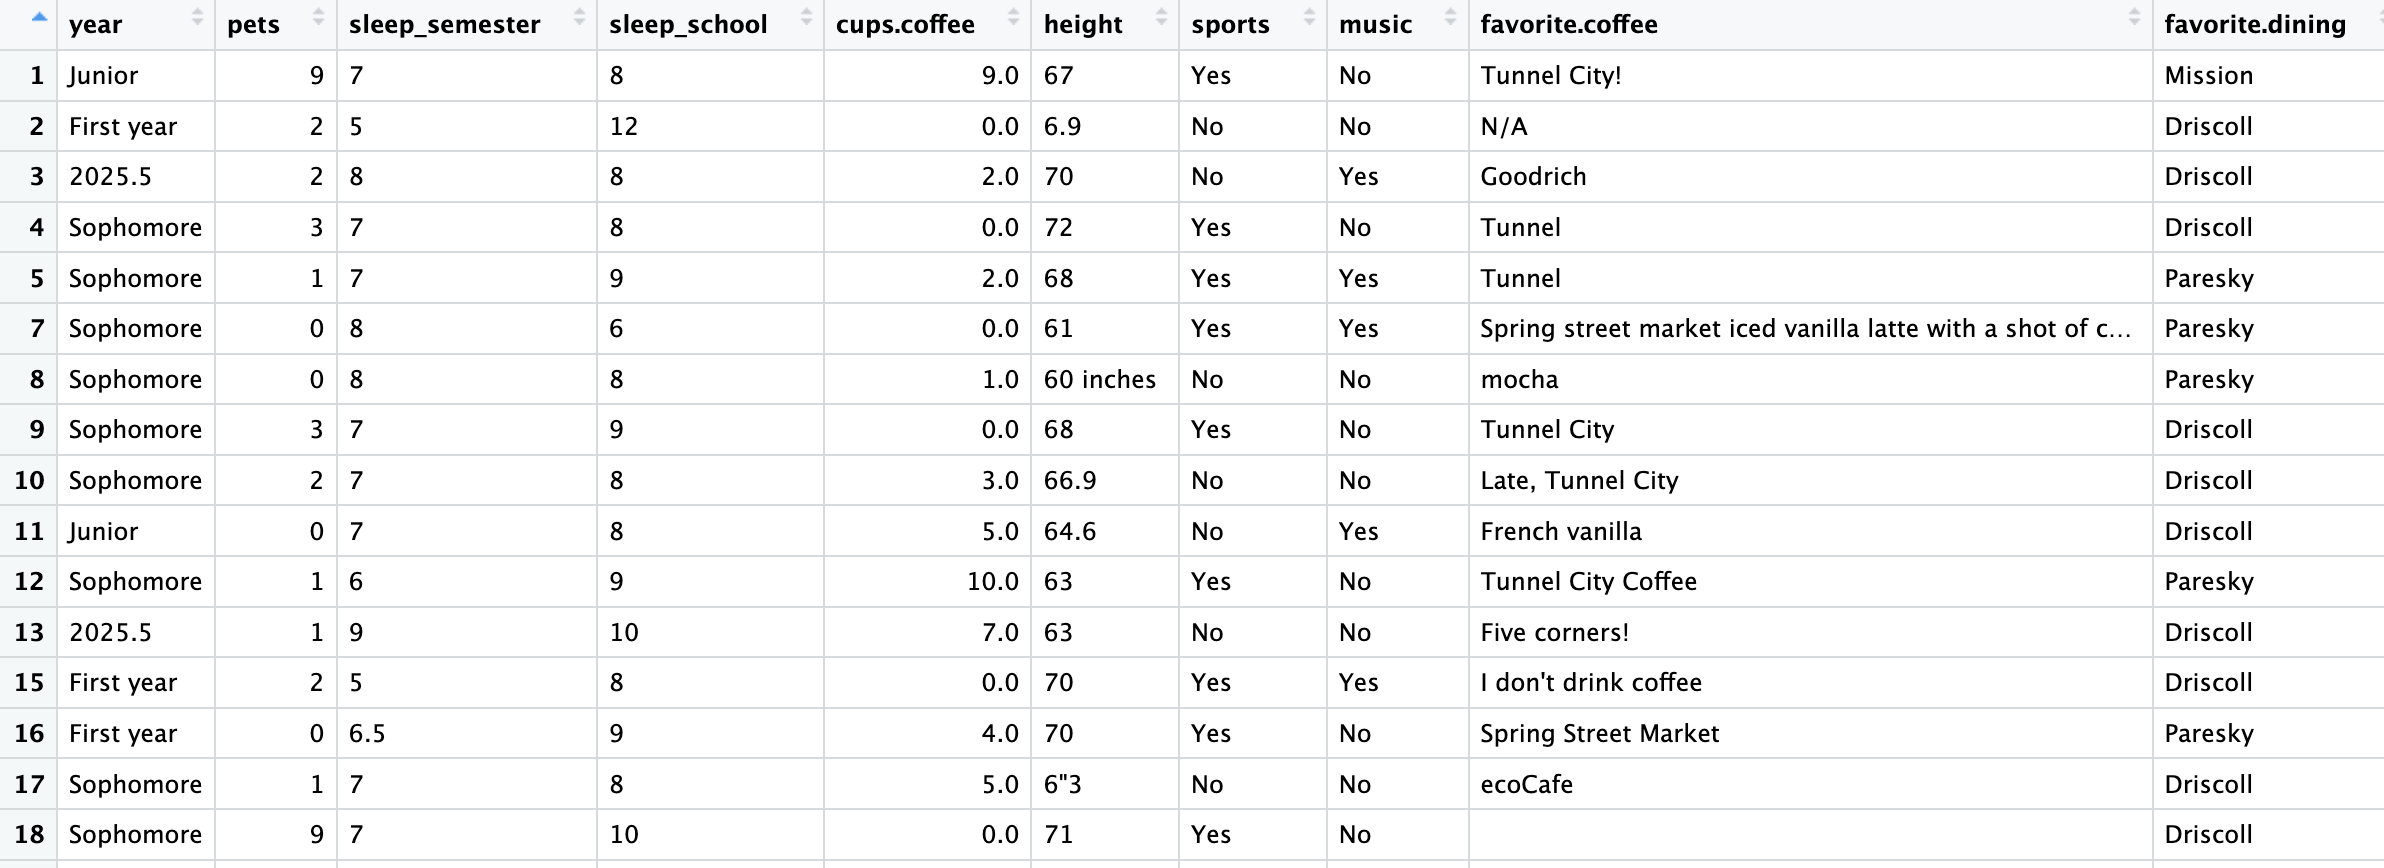 year pets sleep_semester sleep_school cups.coffee height sports music favorite.coffee favorite.dining
1 Junior 9 7 8 9.0 67 Yes No Tunnel City! Mission
2 First year 2 5 12 0.0 6.9 No No N/A Driscoll
3 2025.5 2 8 8 2.0 70 No Yes Goodrich Driscoll
4 Sophomore 3 7 8 0.0 72 Yes No Tunnel Driscoll
5 Sophomore 1 7 9 2.0 68 Yes Yes Tunnel Paresky
7 Sophomore 0 8 6 0.0 61 Yes Yes Spring street market iced vanilla latte with a shot of c... Paresky
8 Sophomore 0 8 8 1.0 60 inches No No mocha Paresky
9 Sophomore 3 7 9 0.0 68 Yes No Tunnel City Driscoll
10 Sophomore 2 7 8 3.0 66.9 No No Late, Tunnel City Driscoll
11 Junior 0 7 8 5.0 64.6 No Yes French vanilla Driscoll
12 Sophomore 1 6 9 10.0 63 Yes No Tunnel City Coffee Paresky
13 2025.5 1 9 10 7.0 63 No No Five corners! Driscoll
15 First year 2 5 8 0.0 70 Yes Yes I don't drink coffee Driscoll
16 First year 0 6.5 9 4.0 70 Yes No Spring Street Market Paresky
17 Sophomore 1 7 8 5.0 6"3 No No ecoCafe Driscoll
18 Sophomore 9 7 10 0.0 71 Yes No Driscoll